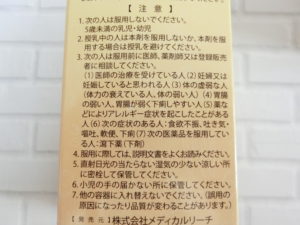 【注意】
1. 次の人は服用しないでください。
5歳未満の乳児・幼児
2. 授乳中の人は本剤を服用しないか、本剤を服
用する場合は授乳を避けてください。
3. 次の人は服用前に医師、薬剤師又は登録販売
者に相談してください。
(1)医師の治療を受けている人(2)妊婦又は
妊娠していると思われる人(3)体の虚弱な人
(体力の衰えている人、体の弱い人)(4)胃腸
の弱い人、胃腸が弱く下痢しやすい人(5)薬な
どによりアレルギー症状を起こしたことがある
人(6)次の症状のある人:食欲不振、吐き気・
嘔吐、軟便、下痢(7)次の医薬品を服用してい
る人:瀉下薬(下剤)
4. 服用に際しては、説明文書をよくお読みください。
5. 直射日光の当たらない湿気の少ない涼しい所
に密栓して保管してください。
6. 小児の手の届かない所に保管してください。
7. 他の容器に入れ替えないでください。(誤用の
原因になったり品質が変わることがあります。)
発売元 株式会社メディカルリーチ